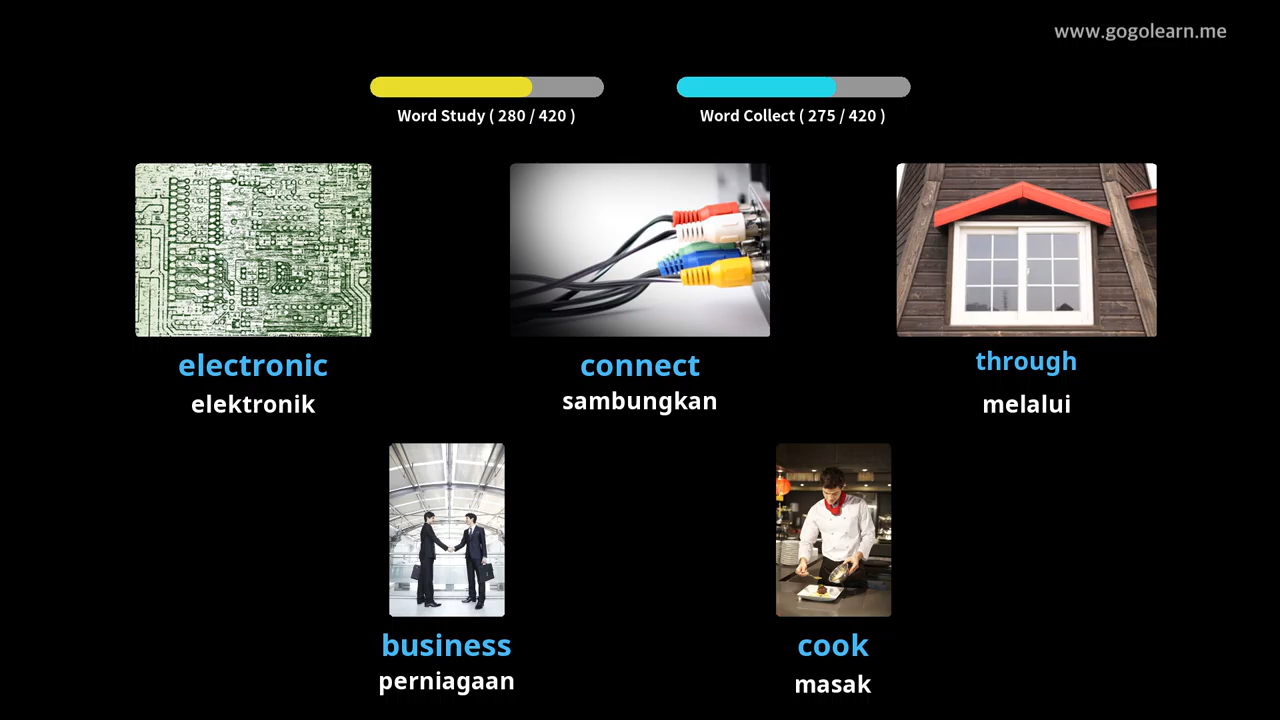 www.gogolearn.me
Word Study ( 280 / 420 )
Word Collect ( 275 / 420 )
electronic
elektronik
connect
sambungkan
through
melalui
business
perniagaan
cook
masak